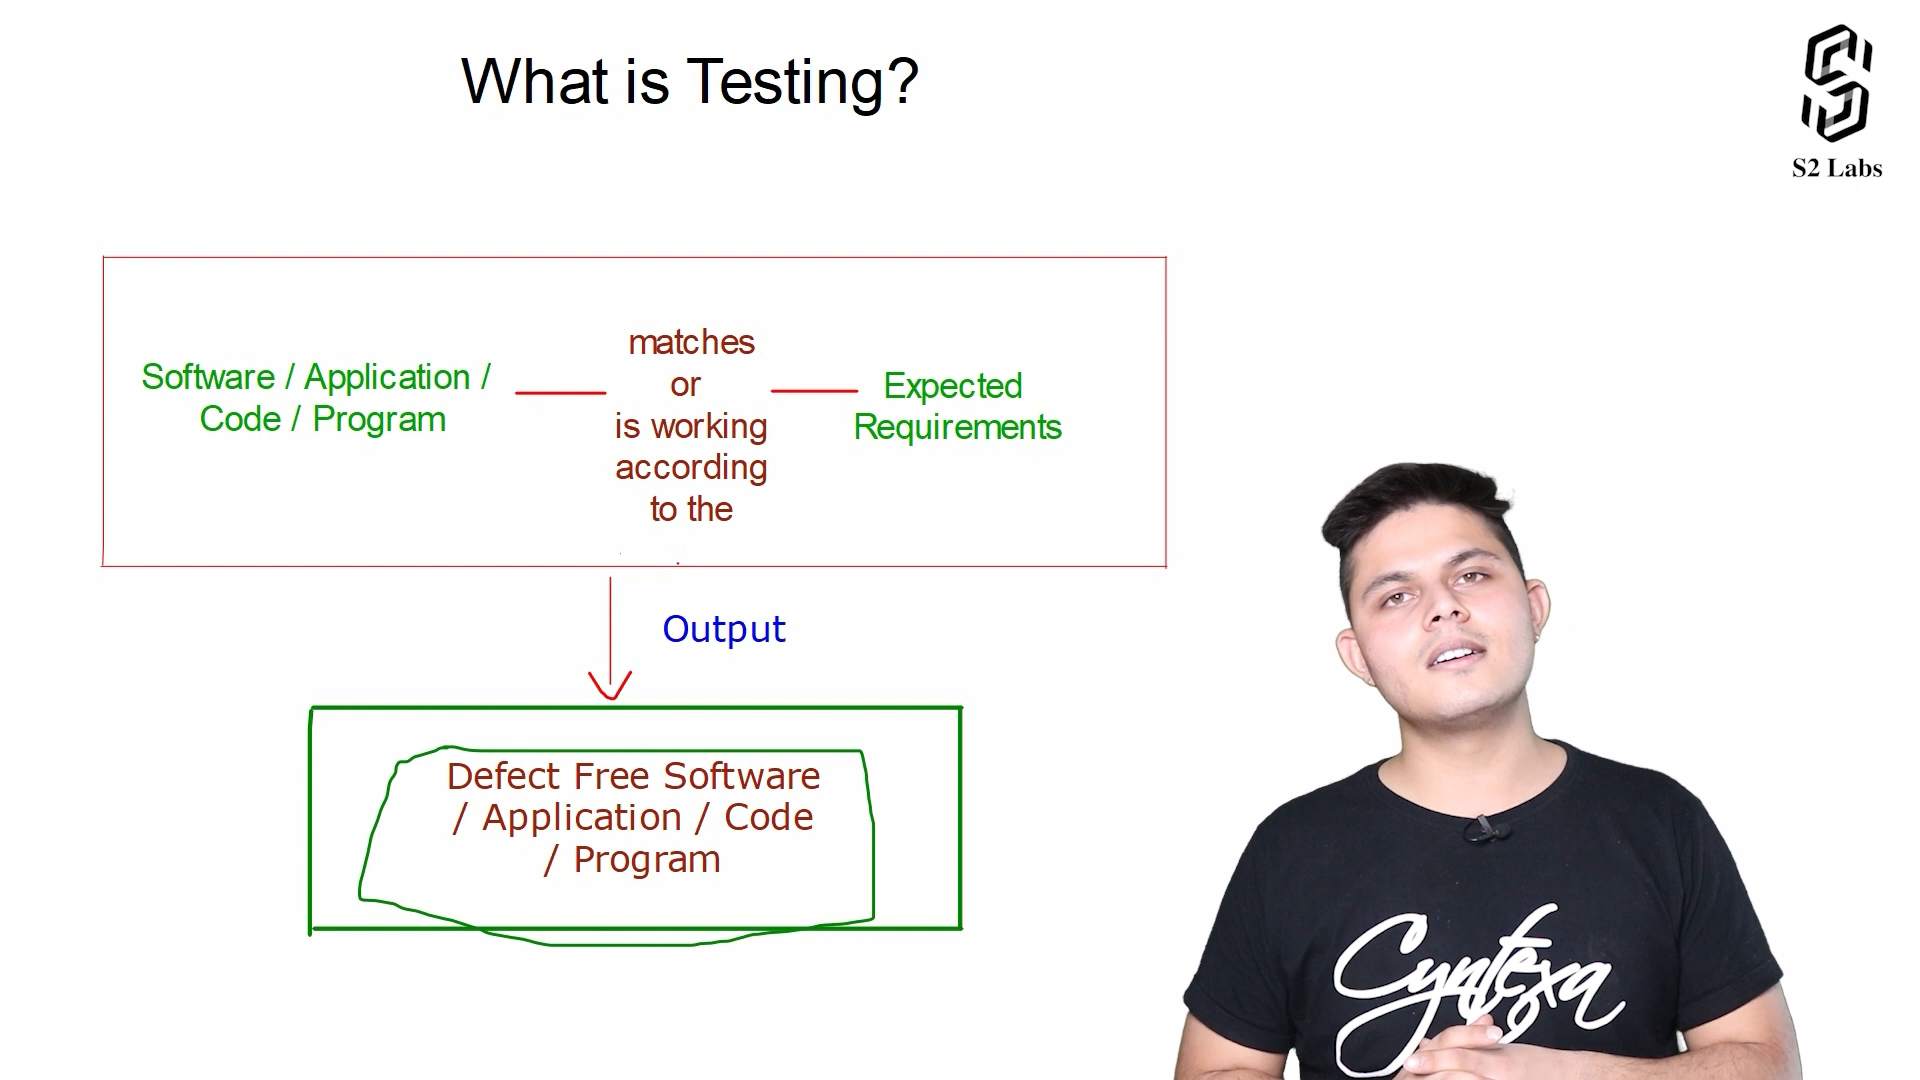 What is Testing?
S2 Labs
Software / Application /
Code / Program
matches
or
is working
according
to the
Expected
Requirements
Output
Defect Free Software
/ Application / Code
/ Program
Cyntexa